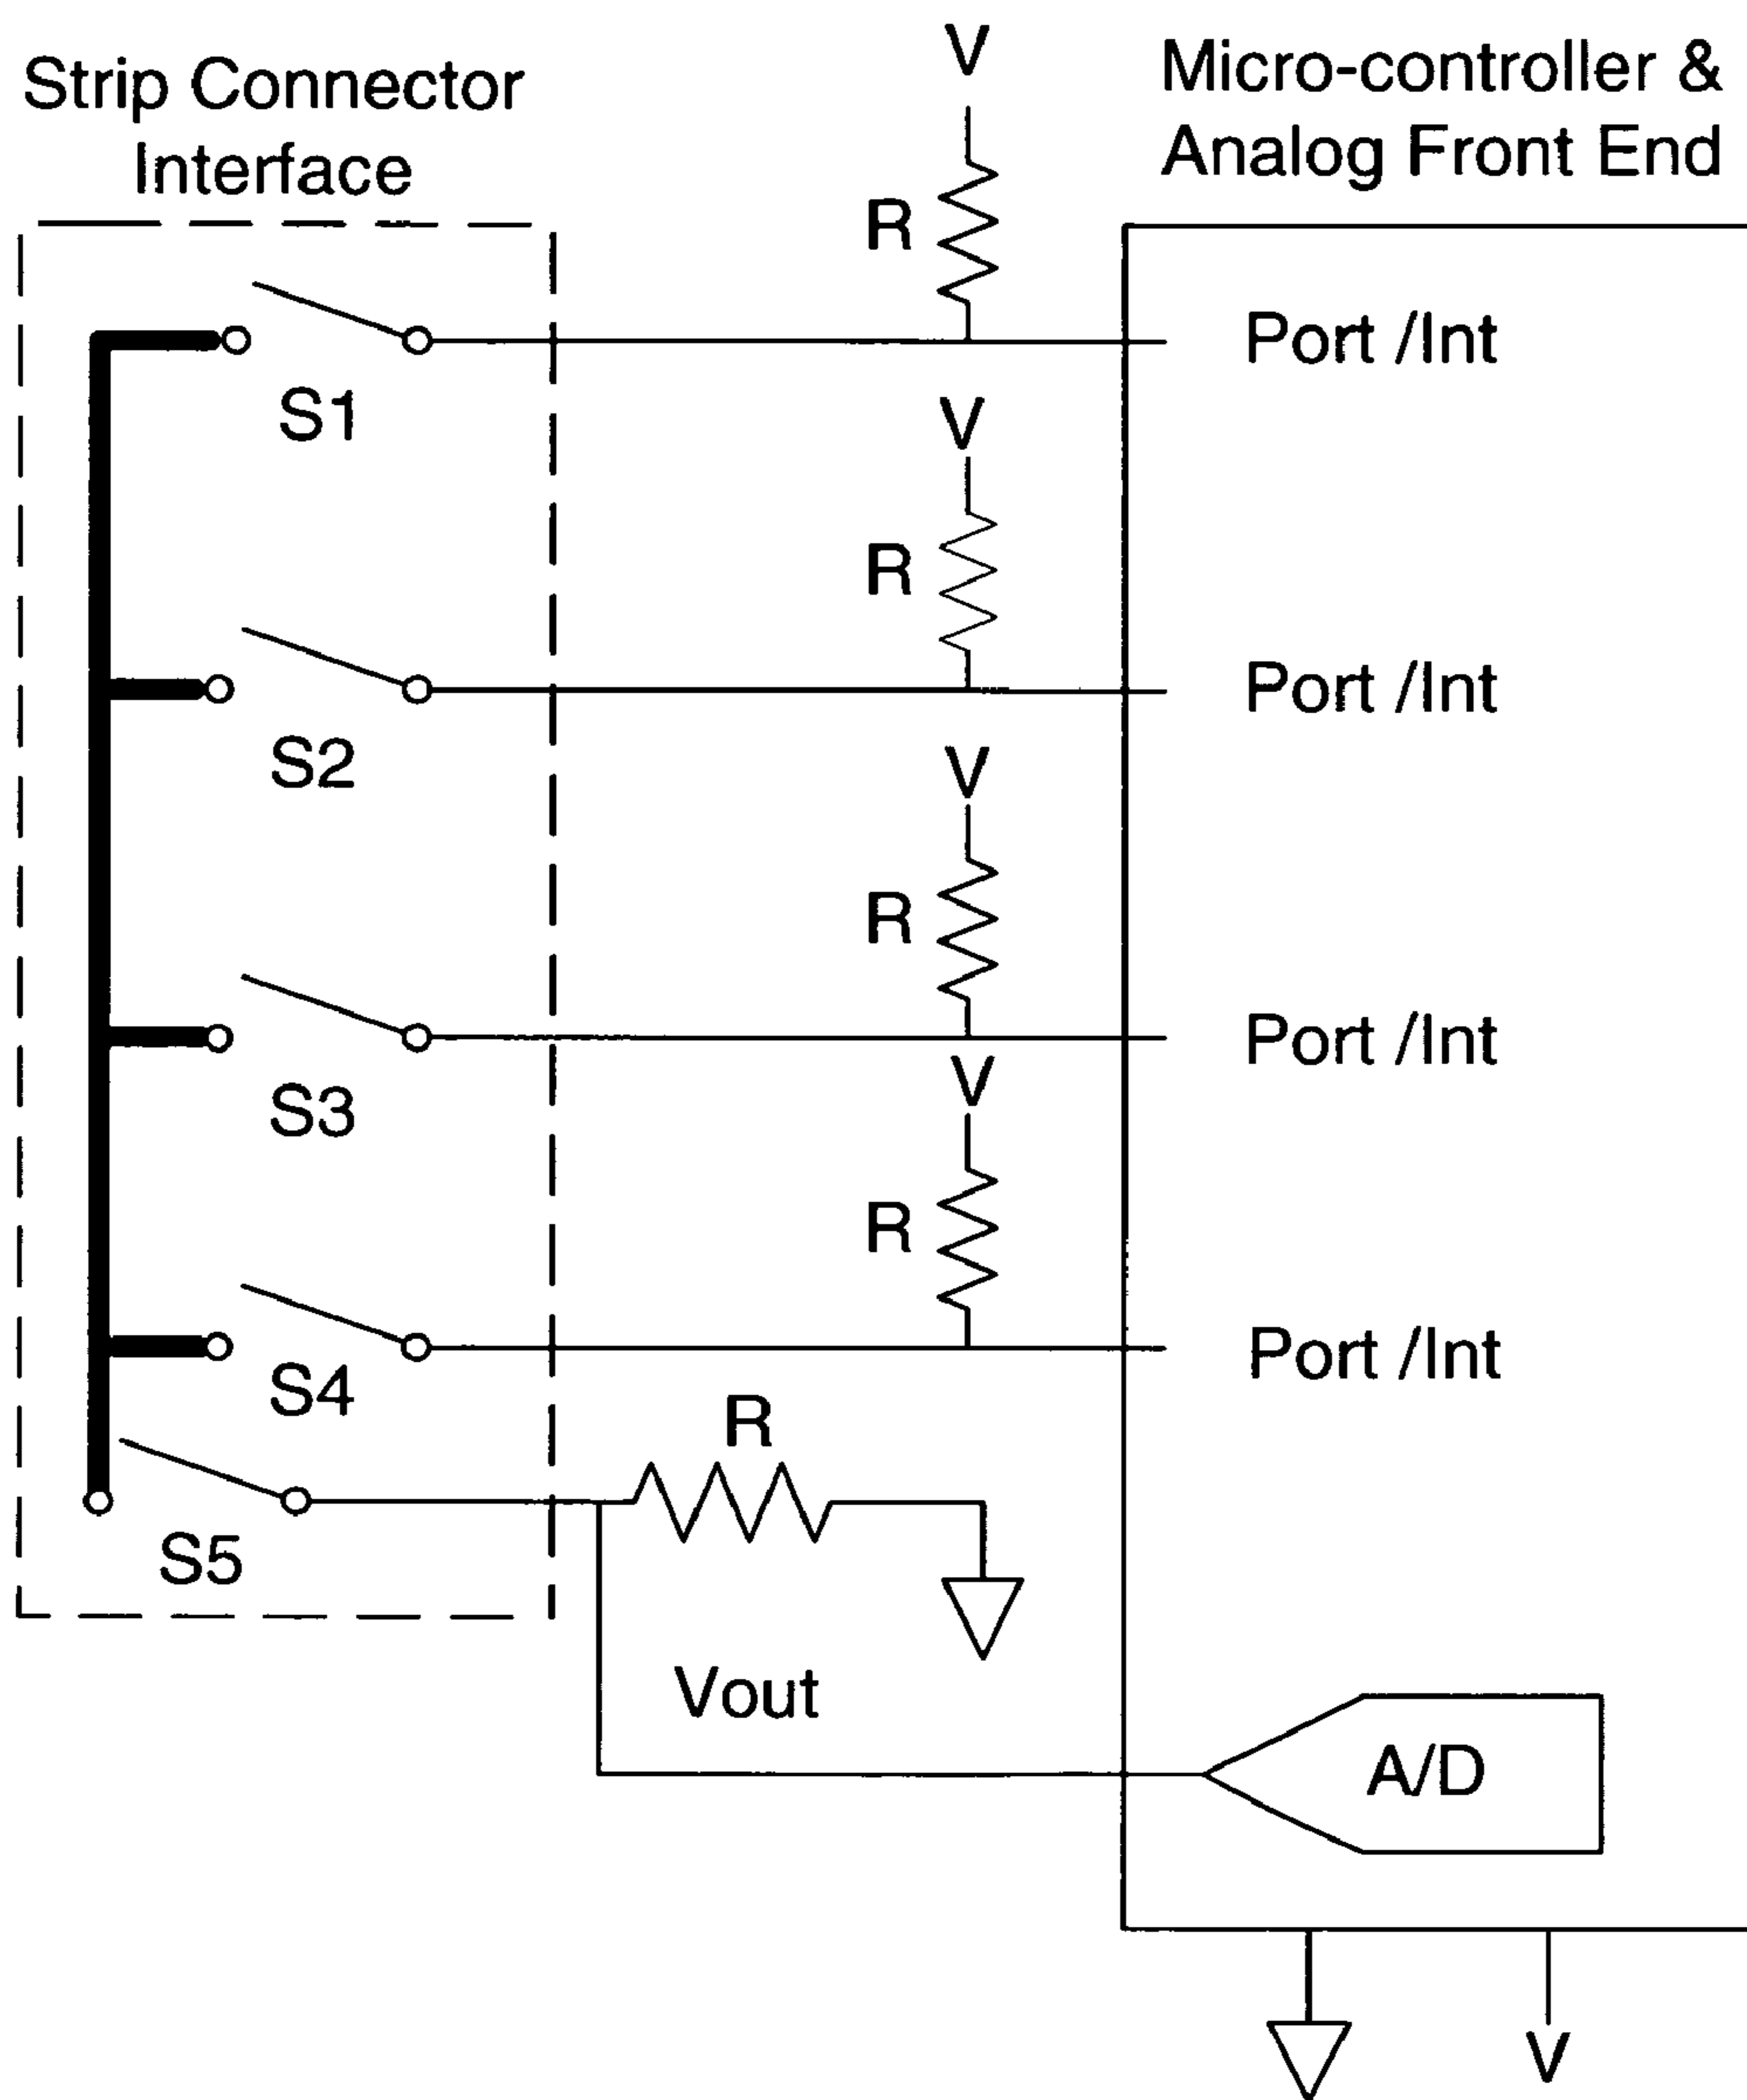 Strip Connector
Interface
V
Micro-controller &
Analog Front End
R
Port /Int
S1
V
R
Port /Int
S2
V
R
Port /Int
S3
V
R
Port /Int
S4
R
S5
Vout
A/D
V